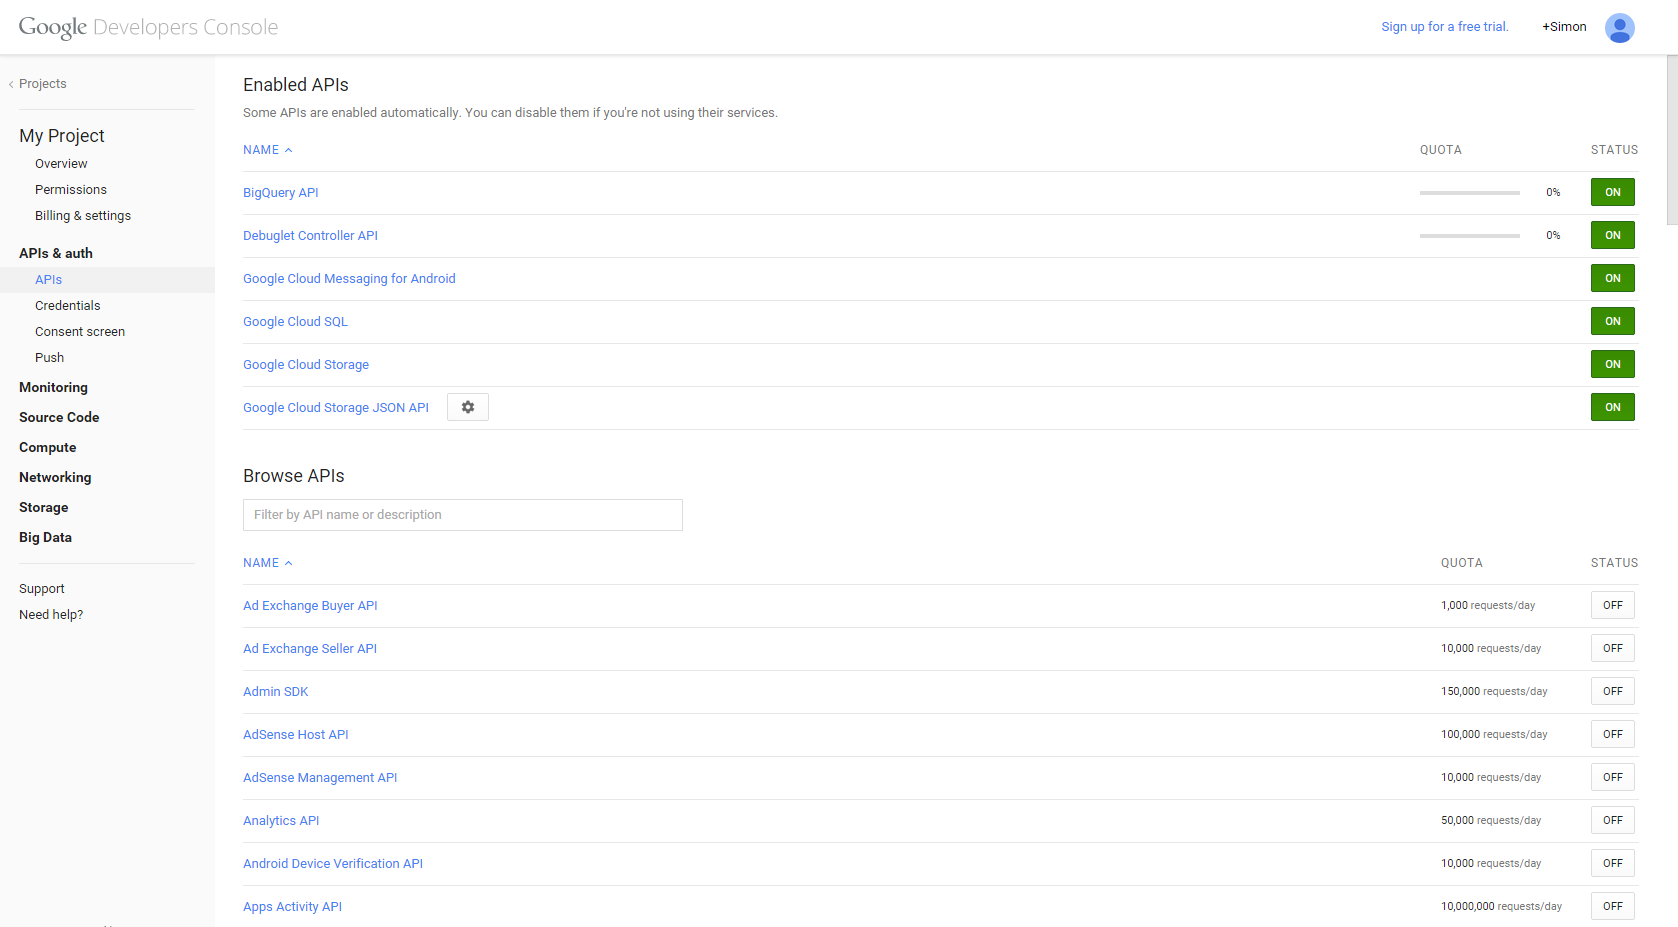 Google Developers Console
Sign up for a free trial.
+Simon
Projects
My Project
Overview
Permissions
Billing & settings
APIs & auth
APIs
Credentials
Consent screen
Push
Monitoring
Source Code
Compute
Networking
Storage
Big Data
Support
Need help?
Enabled APIs
Some APIs are enabled automatically. You can disable them if you're not using their services.
NAME QUOTA STATUS
BigQuery API 0% ON
Debuglet Controller API 0% ON
Google Cloud Messaging for Android ON
Google Cloud SQL ON
Google Cloud Storage ON
Google Cloud Storage JSON API ON
Browse APIs
Filter by API name or description
NAME QUOTA STATUS
Ad Exchange Buyer API 1,000 requests/day OFF
Ad Exchange Seller API 10,000 requests/day OFF
Admin SDK 150,000 requests/day OFF
AdSense Host API 100,000 requests/day OFF
AdSense Management API 10,000 requests/day OFF
Analytics API 50,000 requests/day OFF
Android Device Verification API 10,000 requests/day OFF
Apps Activity API 10,000,000 requests/day OFF